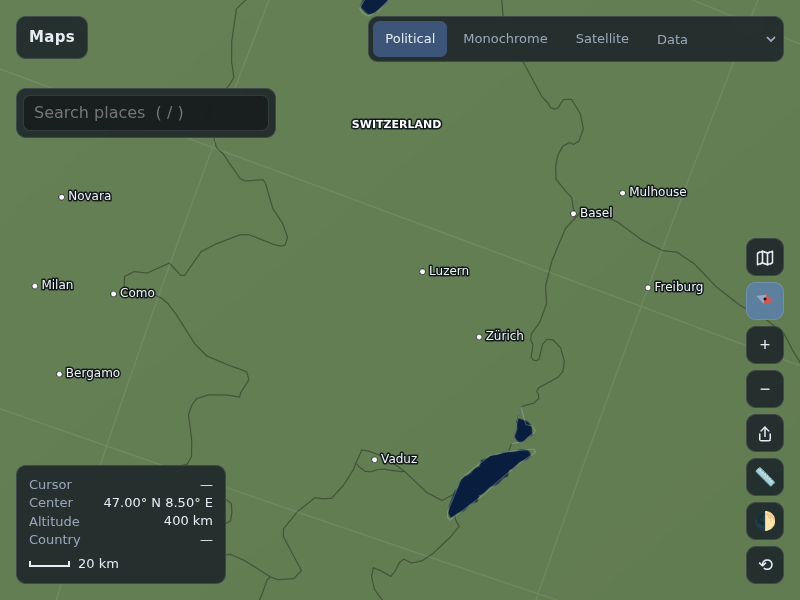 Maps
Political Monochrome Satellite Data
Search places ( / )
SWITZERLAND
Novara
Mulhouse
Basel
Luzern
Milan
Como
Freiburg
Zürich
Bergamo
Vaduz
+
−
Cursor —
Center 47.00° N 8.50° E
Altitude 400 km
Country —
20 km